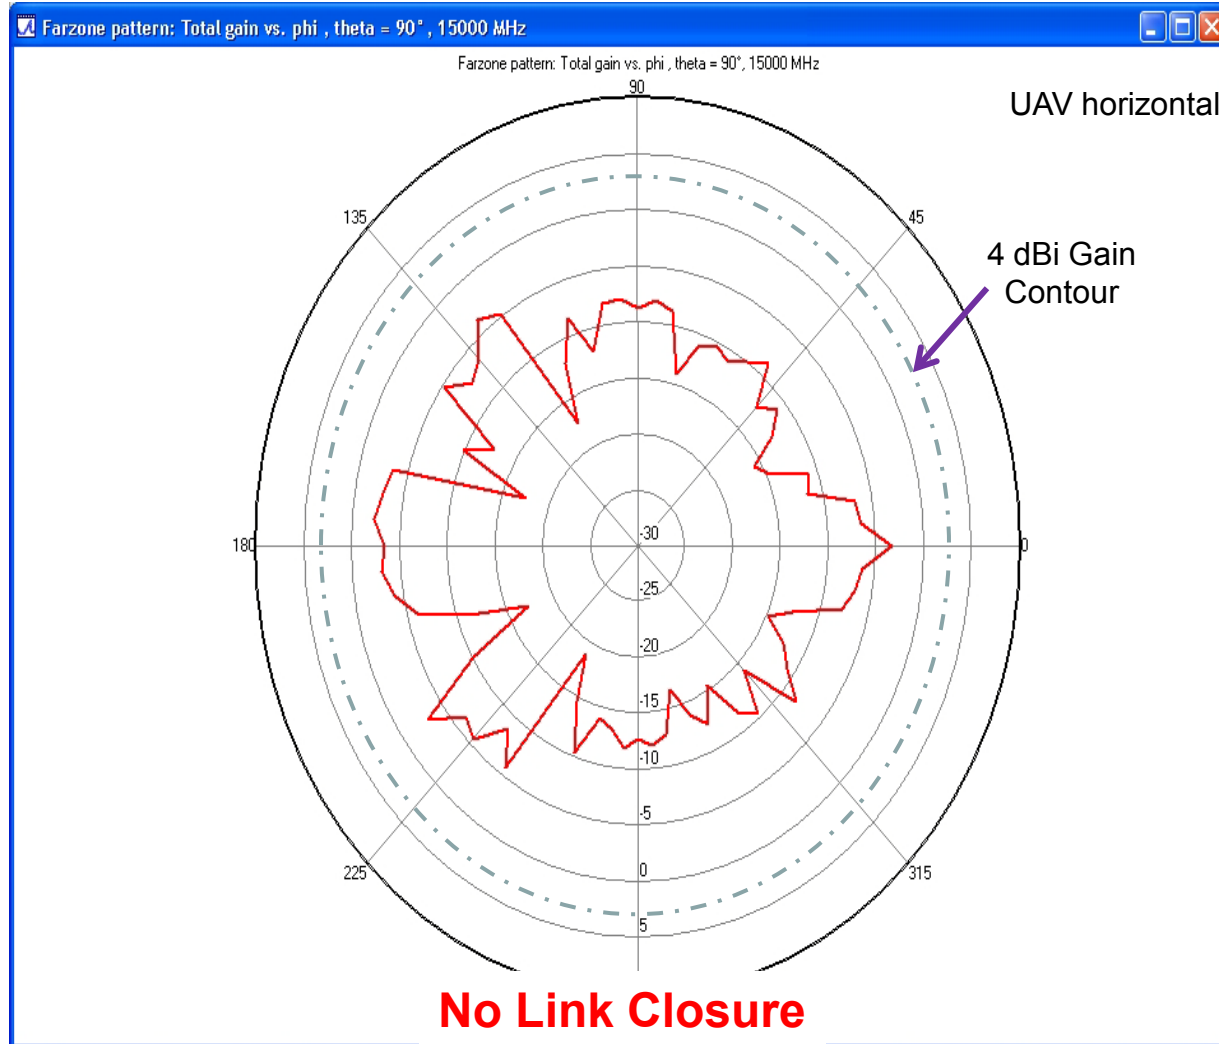 Farzone pattern: Total gain vs. phi , theta = 90°, 15000 MHz
Farzone pattern: Total gain vs. phi , theta = 90°, 15000 MHz
90
UAV horizontal
135
45
4 dBi Gain
Contour
180
-30
0
-25
-20
-15
-10
-5
225
0
315
5
No Link Closure